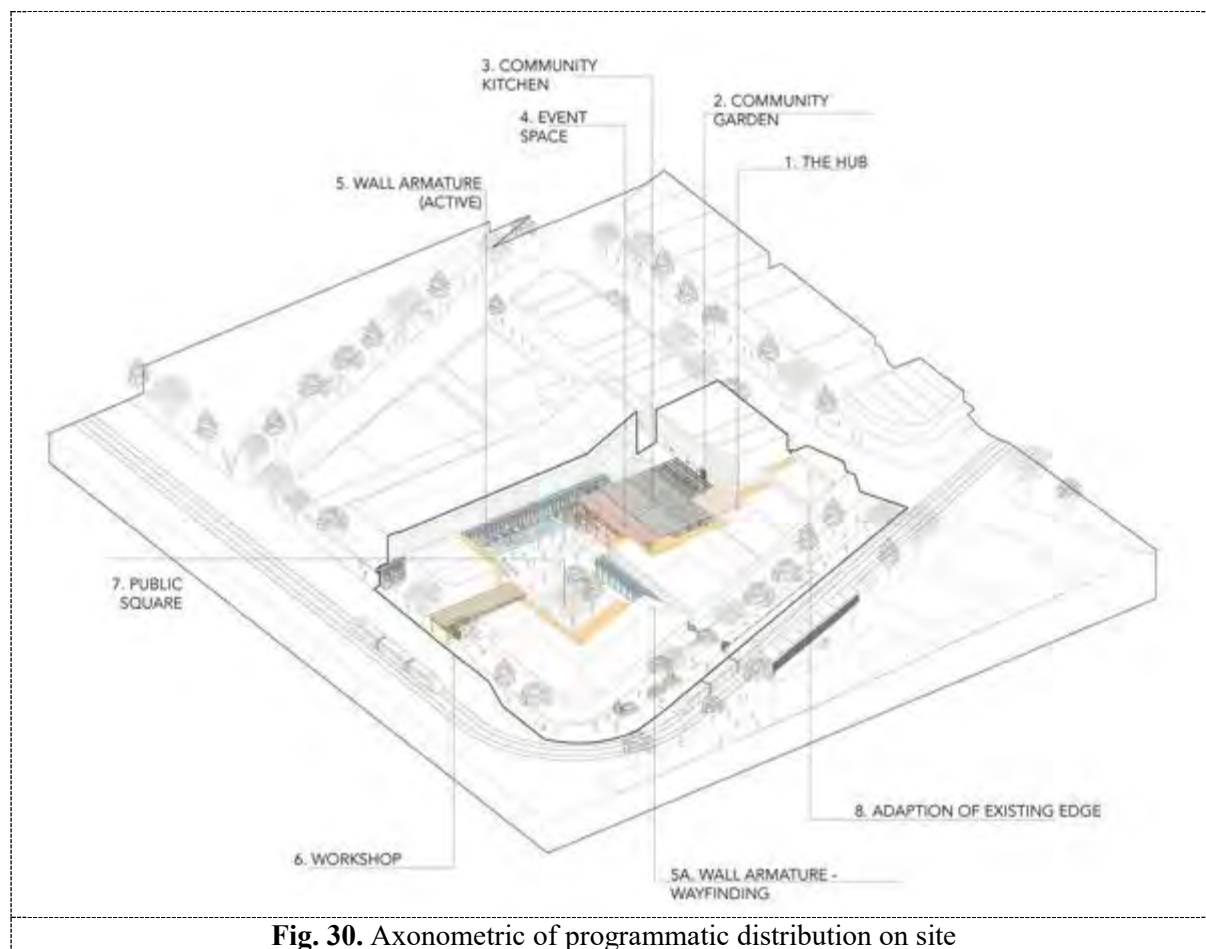 3. COMMUNITY
KITCHEN
2. COMMUNITY
GARDEN
4. EVENT
SPACE
1. THE HUB
5. WALL ARMATURE
(ACTIVE)
7. PUBLIC
SQUARE
8. ADAPTION OF EXISTING EDGE
6. WORKSHOP
5A. WALL ARMATURE -
WAYFINDING
Fig. 30. Axonometric of programmatic distribution on site